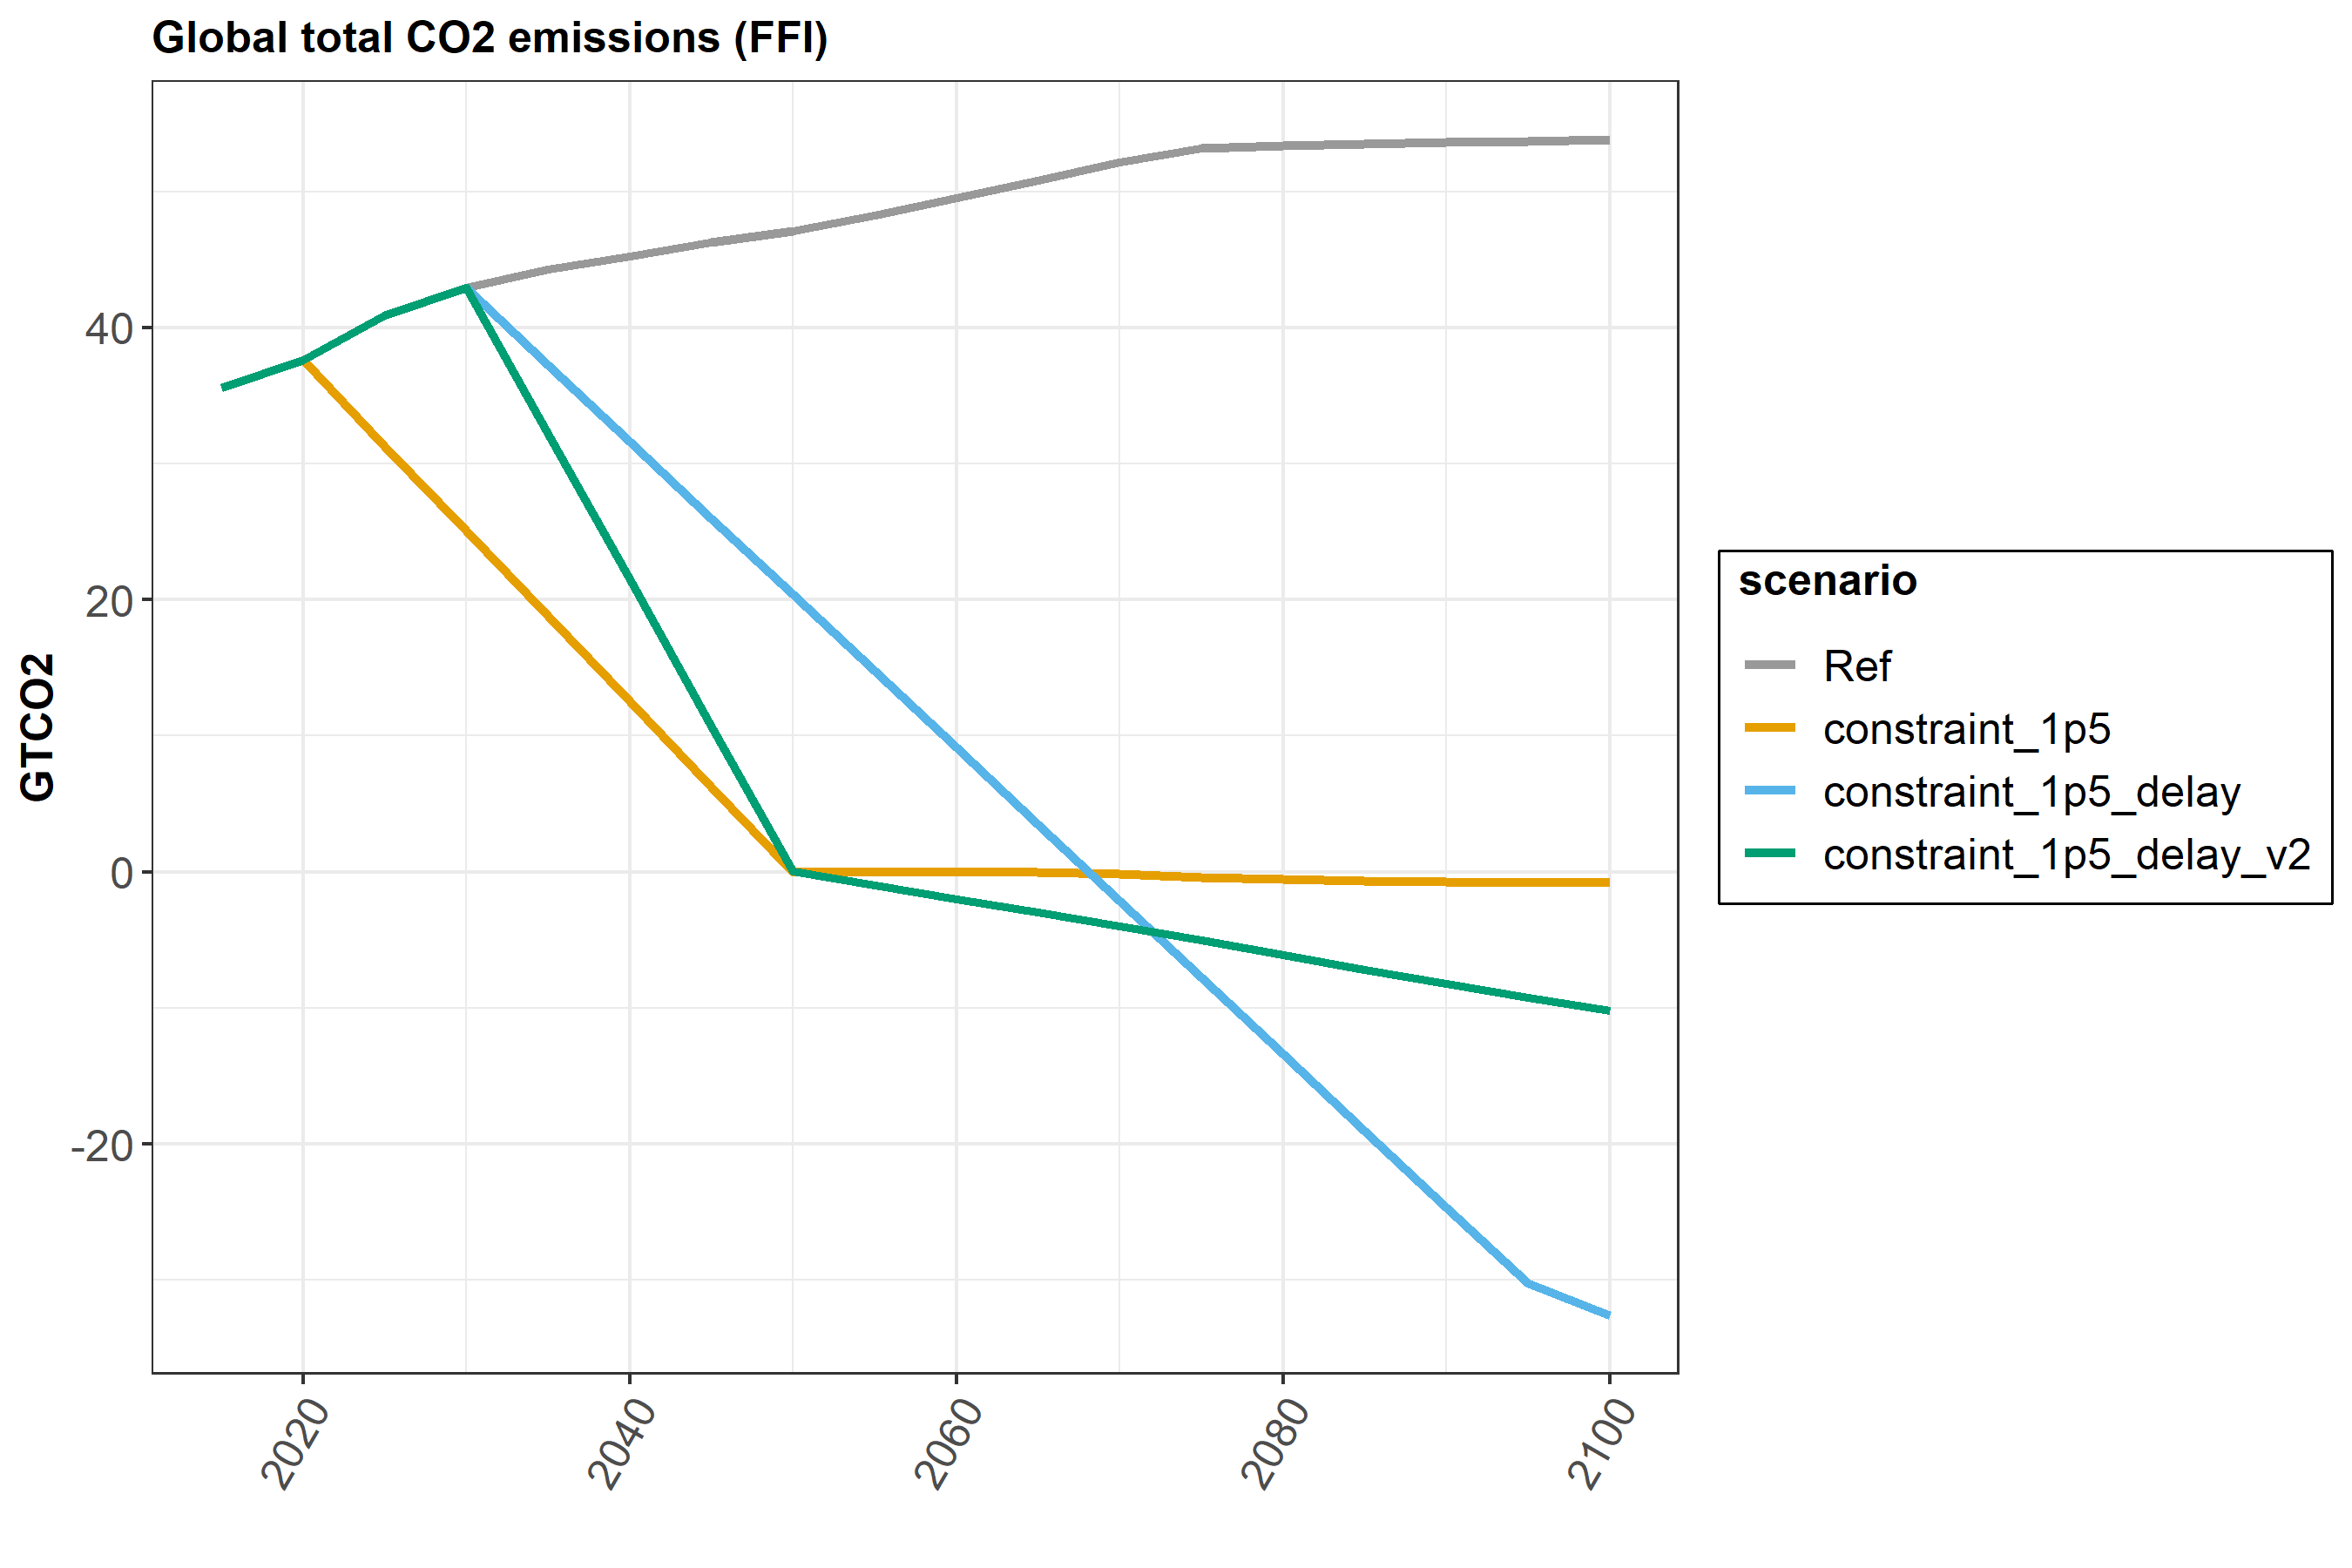 Global total CO2 emissions (FFI)
GTCO2
40
20
0
-20
2020
2040
2060
2080
2100
scenario
Ref
constraint_1p5
constraint_1p5_delay
constraint_1p5_delay_v2